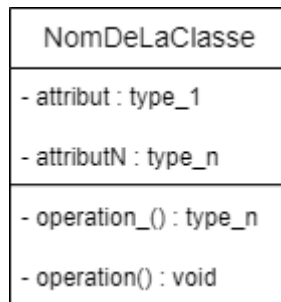 NomDeLaClasse
- attribut : type_1
- attributN : type_n
- operation_() : type_n
- operation() : void